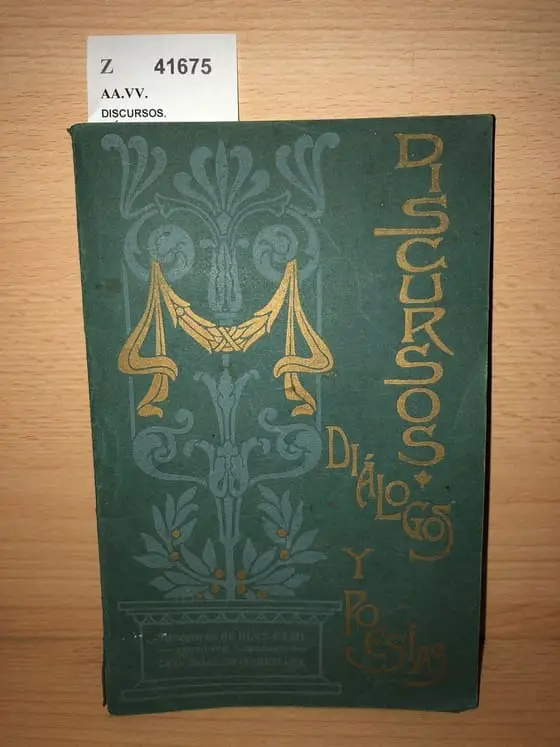 Z 41675
AA.VV.
DISCURSOS.
DISCURSOS
DIÁLOGOS
Y
POESÍAS